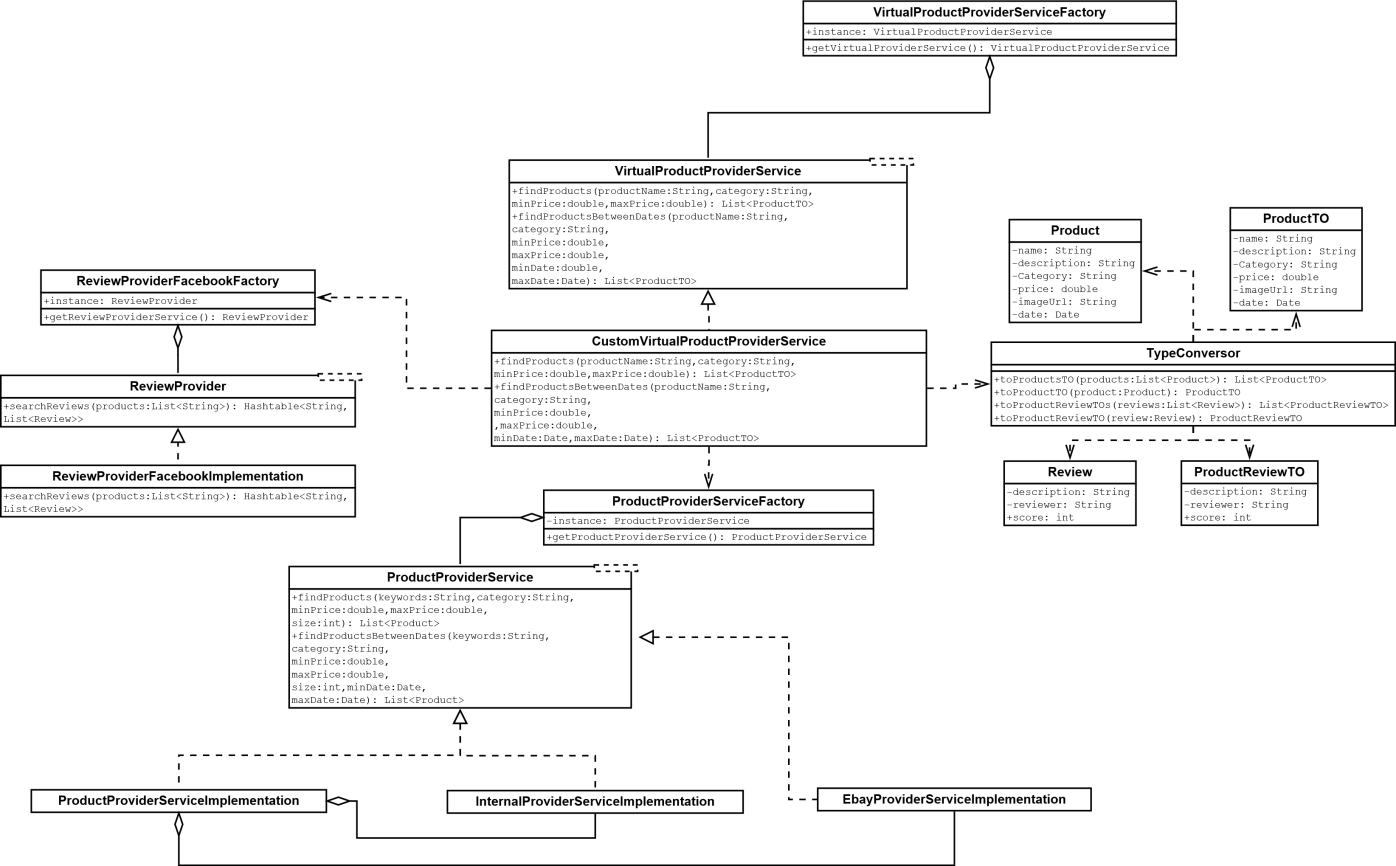 VirtualProductProviderServiceFactory
+instance: VirtualProductProviderService
+getVirtualProviderService(): VirtualProductProviderService
VirtualProductProviderService
+findProducts(productName:String,category:String,
minPrice:double,maxPrice:double): List<ProductTO>
+findProductsBetweenDates(productName:String,
category:String,
minPrice:double,
maxPrice:double,
minDate:double,
maxDate:Date): List<ProductTO>
Product
-name: String
-description: String
-Category: String
-price: double
-imageUrl: String
-date: Date
ProductTO
-name: String
-description: String
-Category: String
-price: double
-imageUrl: String
-date: Date
ReviewProviderFacebookFactory
+instance: ReviewProvider
+getReviewProviderService(): ReviewProvider
ReviewProvider
+searchReviews(products:List<String>): Hashtable<String,
List<Review>>
ReviewProviderFacebookImplementation
+searchReviews(products:List<String>): Hashtable<String,
List<Review>>
CustomVirtualProductProviderService
+findProducts(productName:String,category:String,
minPrice:double,maxPrice:double): List<ProductTO>
+findProductsBetweenDates(productName:String,
category:String,
minPrice:double,
,maxPrice:double,
minDate:Date,maxDate:Date): List<ProductTO>
TypeConversor
+toProductsTO(products:List<Product>): List<ProductTO>
+toProductTO(product:Product): ProductTO
+toProductReviewTOs(reviews:List<Review>): List<ProductReviewTO>
+toProductReviewTO(review:Review): ProductReviewTO
Review
-description: String
-reviewer: String
+score: int
ProductReviewTO
-description: String
-reviewer: String
+score: int
ProductProviderServiceFactory
-instance: ProductProviderService
+getProductProviderService(): ProductProviderService
ProductProviderService
+findProducts(keywords:String,category:String,
minPrice:double,maxPrice:double,
size:int): List<Product>
+findProductsBetweenDates(keywords:String,
category:String,
minPrice:double,
maxPrice:double,
size:int,minDate:Date,
maxDate:Date): List<Product>
ProductProviderServiceImplementation
InternalProviderServiceImplementation
EbayProviderServiceImplementation